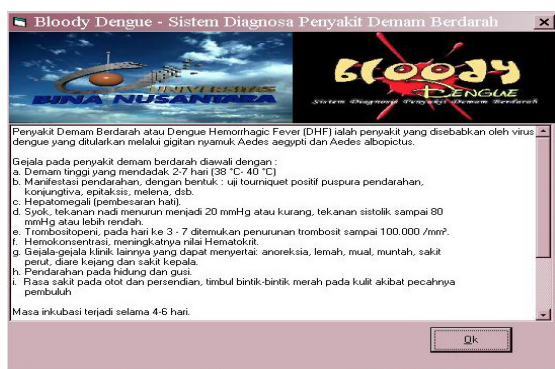 Bloody Dengue - Sistem Diagnosa Penyakit Demam Berdarah
UNIVERSITAS
BINA NUSANTARA
BLOODY
DENGUE
Sistem Diagnosa Penyakit Demam Berdarah
Penyakit Demam Berdarah atau Dengue Hemorrhagic Fever (DHF) ialah penyakit yang disebabkan oleh virus
dengue yang ditularkan melalui gigitan nyamuk Aedes aegypti dan Aedes albopictus.
Gejala pada penyakit demam berdarah diawali dengan :
a. Demam tinggi yang mendadak 2-7 hari (38 °C- 40 °C)
b. Manifestasi pendarahan, dengan bentuk : uji tourniquet positif puspura pendarahan,
konjungtiva, epitaksis, melena, dsb.
c. Hepatomegali (pembesaran hati).
d. Syok, tekanan nadi menurun menjadi 20 mmHg atau kurang, tekanan sistolik sampai 80
mmHg atau lebih rendah.
e. Trombositopeni, pada hari ke 3 - 7 ditemukan penurunan trombosit sampai 100.000 /mm³.
f. Hemokonsentrasi, meningkatnya nilai Hematokrit.
g. Gejala-gejala klinik lainnya yang dapat menyertai: anoreksia, lemah, mual, muntah, sakit
perut, diare kejang dan sakit kepala.
h. Pendarahan pada hidung dan gusi.
i. Rasa sakit pada otot dan persendian, timbul bintik-bintik merah pada kulit akibat pecahnya
pembuluh
Masa inkubasi terjadi selama 4-6 hari.
Ok